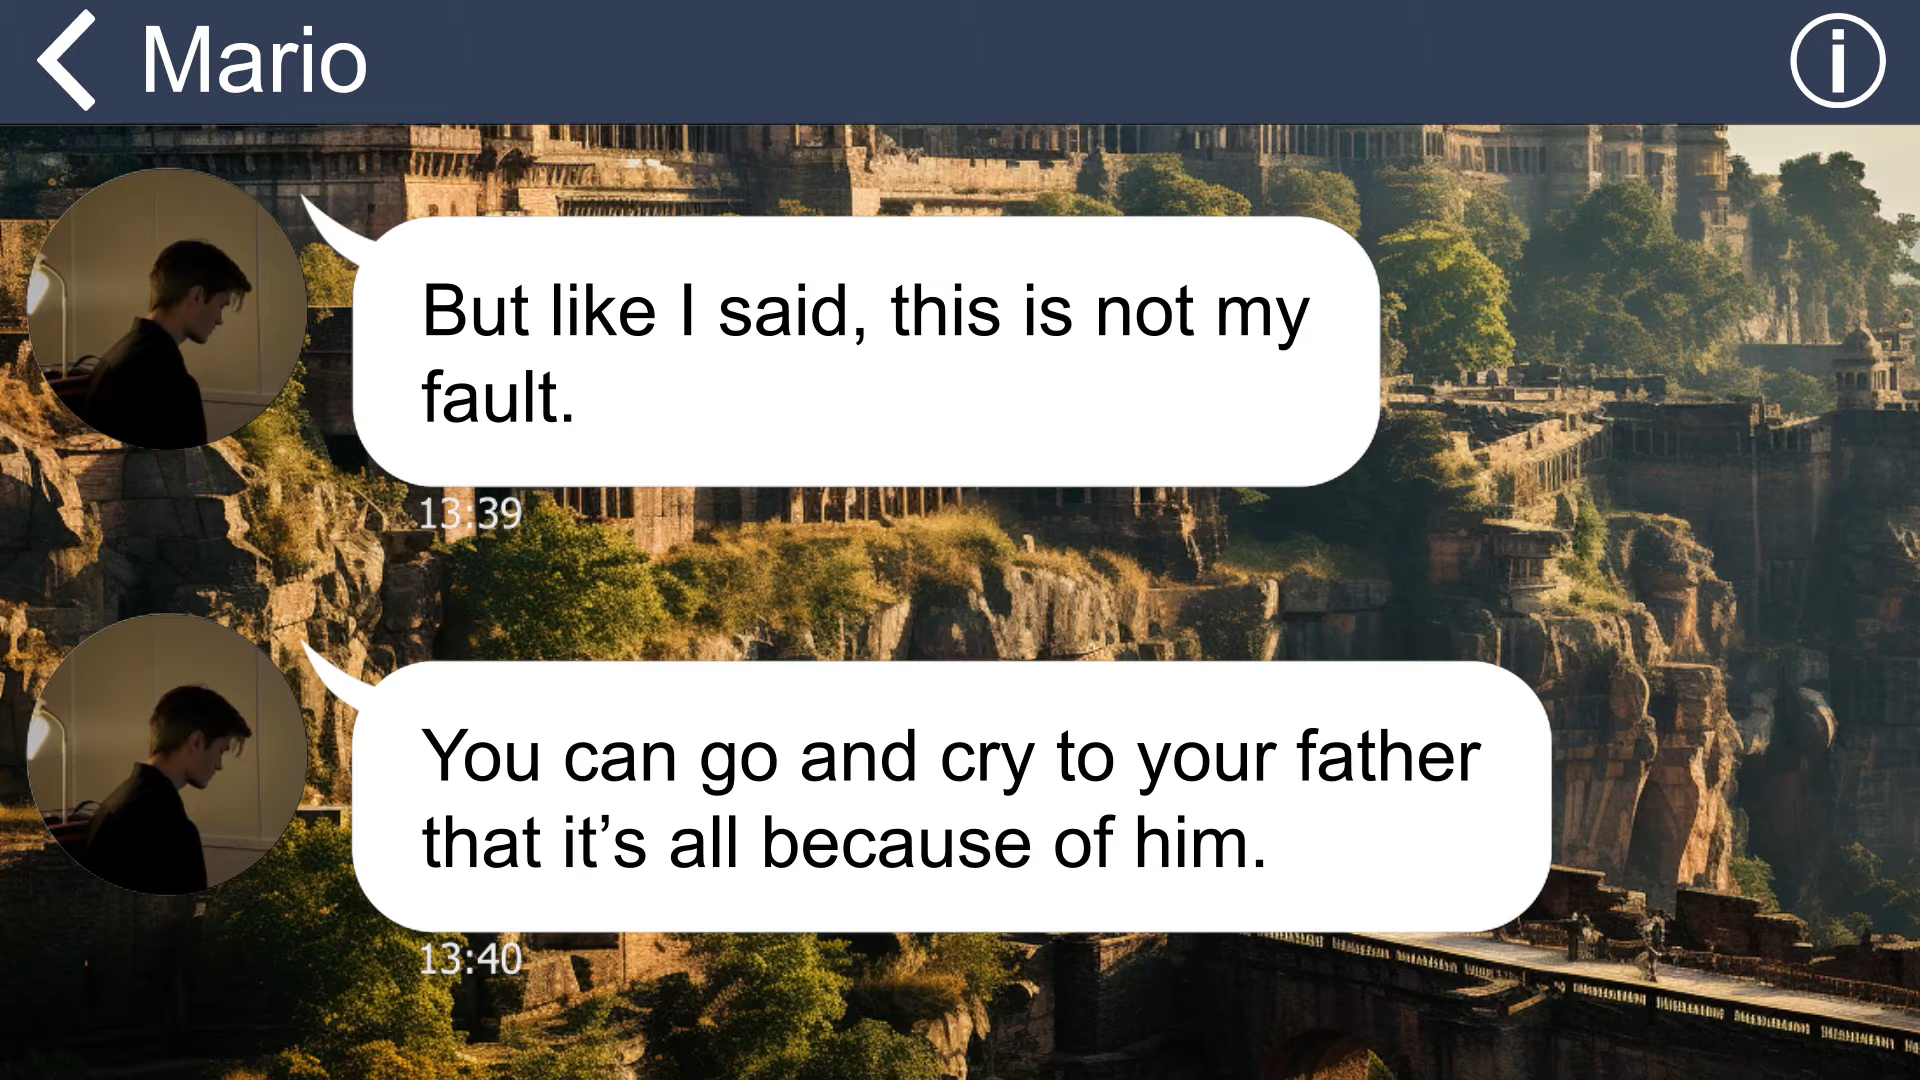 Mario
But like I said, this is not my
fault.
13:39
You can go and cry to your father
that it’s all because of him.
13:40